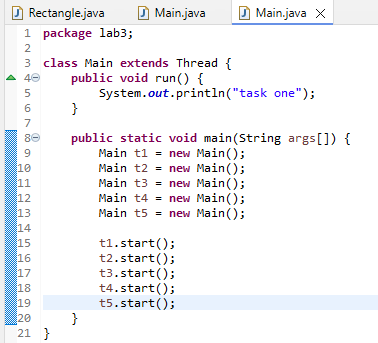 Rectangle.java Main.java Main.java
1 package lab3;
2
3 class Main extends Thread {
4 public void run() {
5 System.out.println("task one");
6 }
7
8 public static void main(String args[]) {
9 Main t1 = new Main();
10 Main t2 = new Main();
11 Main t3 = new Main();
12 Main t4 = new Main();
13 Main t5 = new Main();
14
15 t1.start();
16 t2.start();
17 t3.start();
18 t4.start();
19 t5.start();
20 }
21 }